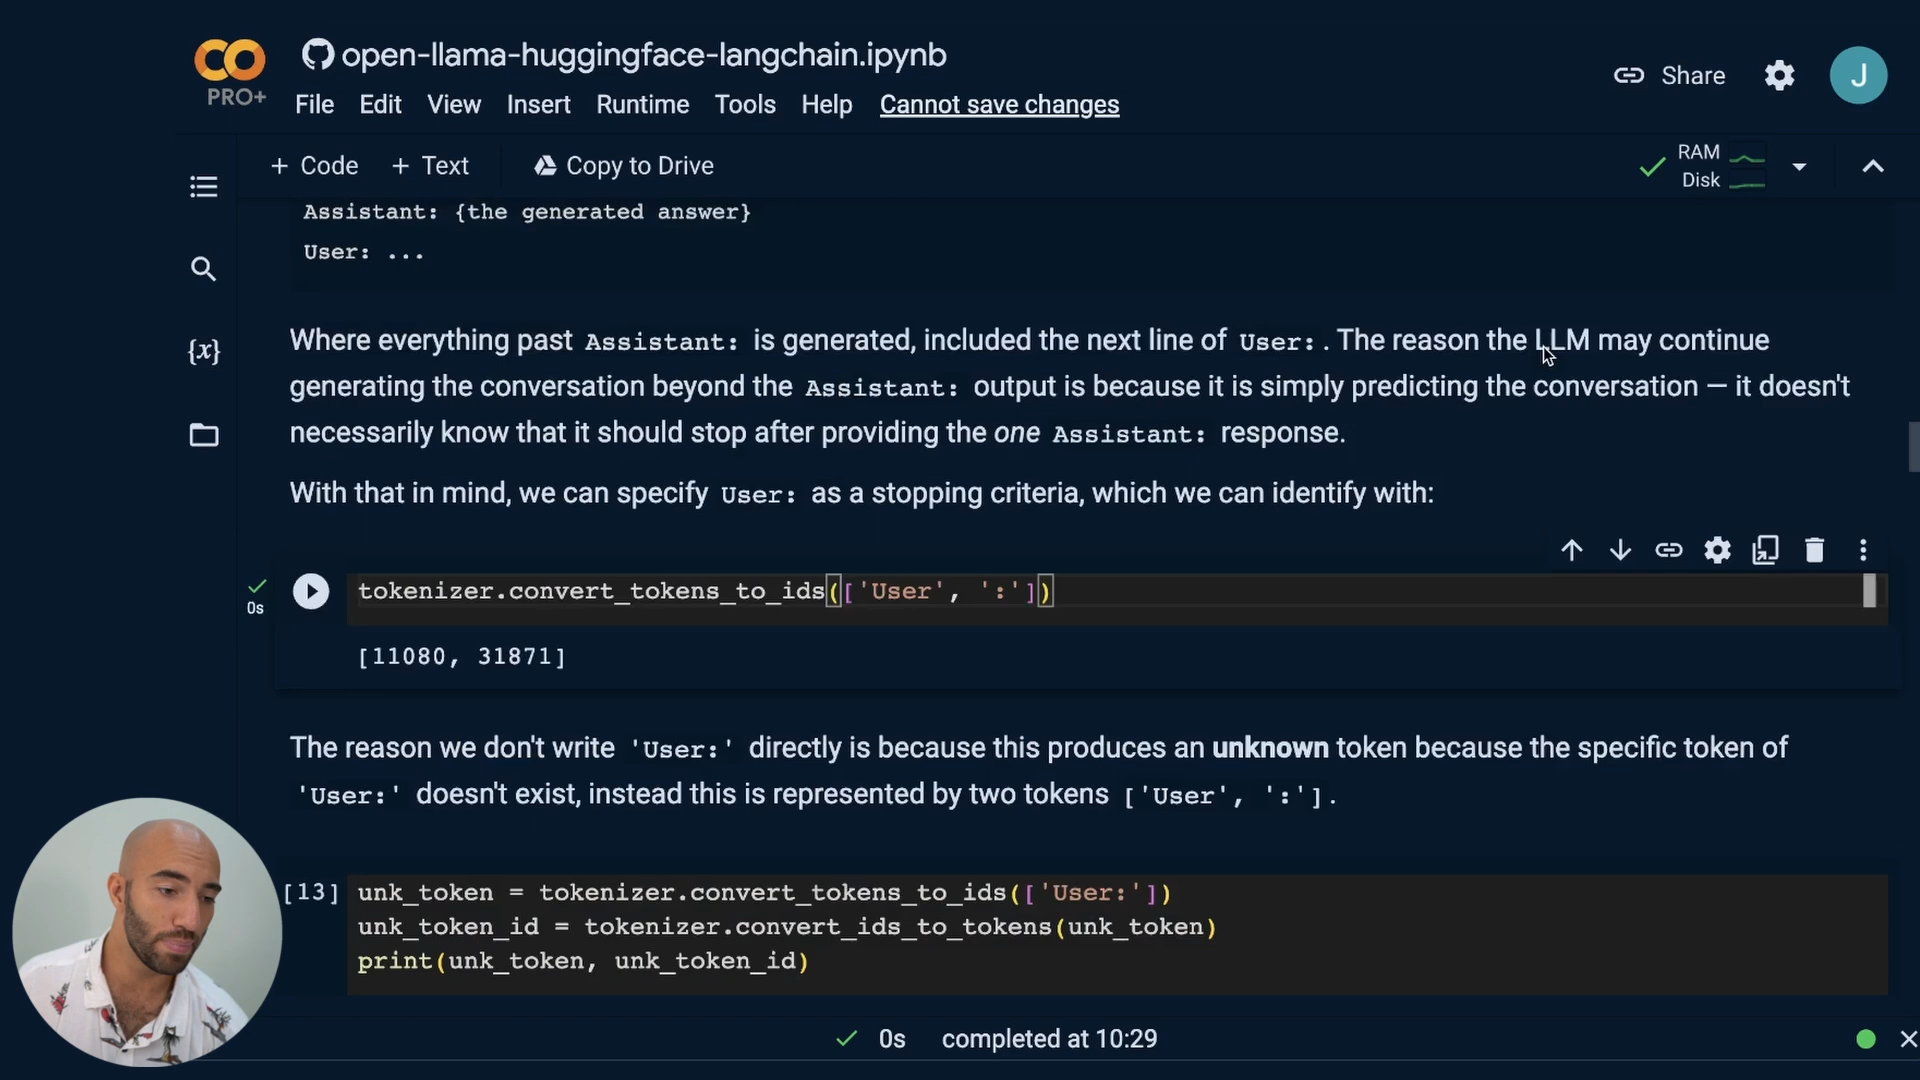 open-llama-huggingface-langchain.ipynb
PRO+
File Edit View Insert Runtime Tools Help Cannot save changes
Share
J
+ Code + Text Copy to Drive
RAM
Disk
Assistant: {the generated answer}
User: ...
{x}
Where everything past Assistant: is generated, included the next line of User:. The reason the LLM may continue
generating the conversation beyond the Assistant: output is because it is simply predicting the conversation — it doesn't
necessarily know that it should stop after providing the one Assistant: response.
With that in mind, we can specify User: as a stopping criteria, which we can identify with:
0s
tokenizer.convert_tokens_to_ids(['User', ':'])
[11080, 31871]
The reason we don't write 'User:' directly is because this produces an unknown token because the specific token of
'User:' doesn't exist, instead this is represented by two tokens ['User', ':'].
[13] unk_token = tokenizer.convert_tokens_to_ids(['User:'])
unk_token_id = tokenizer.convert_ids_to_tokens(unk_token)
print(unk_token, unk_token_id)
0s completed at 10:29